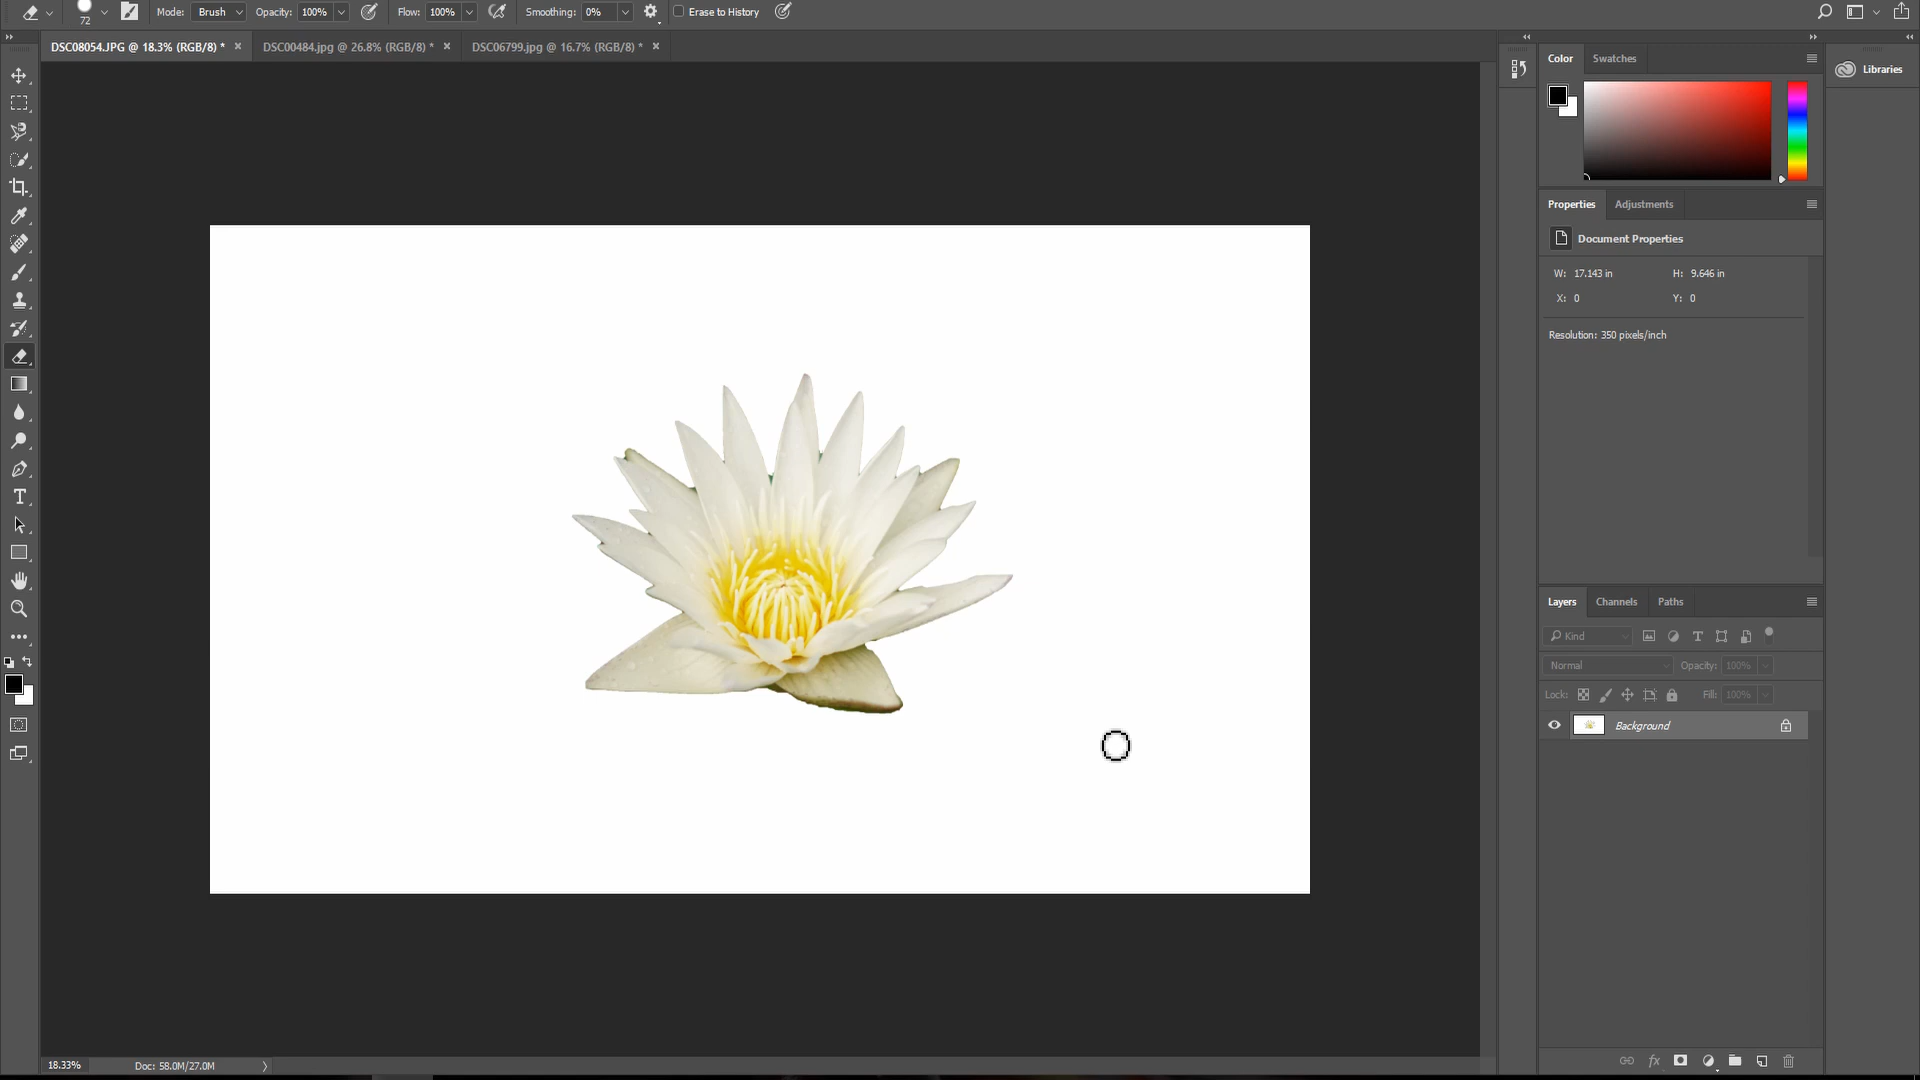 72 Mode: Brush Opacity: 100% Flow: 100% Smoothing: 0% Erase to History
DSC08054.JPG @ 18.3% (RGB/8) * × DSC00484.jpg @ 26.8% (RGB/8) * × DSC06799.jpg @ 16.7% (RGB/8) * ×
Color Swatches
Libraries
Properties Adjustments
Document Properties
W: 17.143 in H: 9.646 in
X: 0 Y: 0
Resolution: 350 pixels/inch
Layers Channels Paths
Kind
Normal Opacity: 100%
Lock: Fill: 100%
Background
18.33% Doc: 58.0M/27.0M
fx